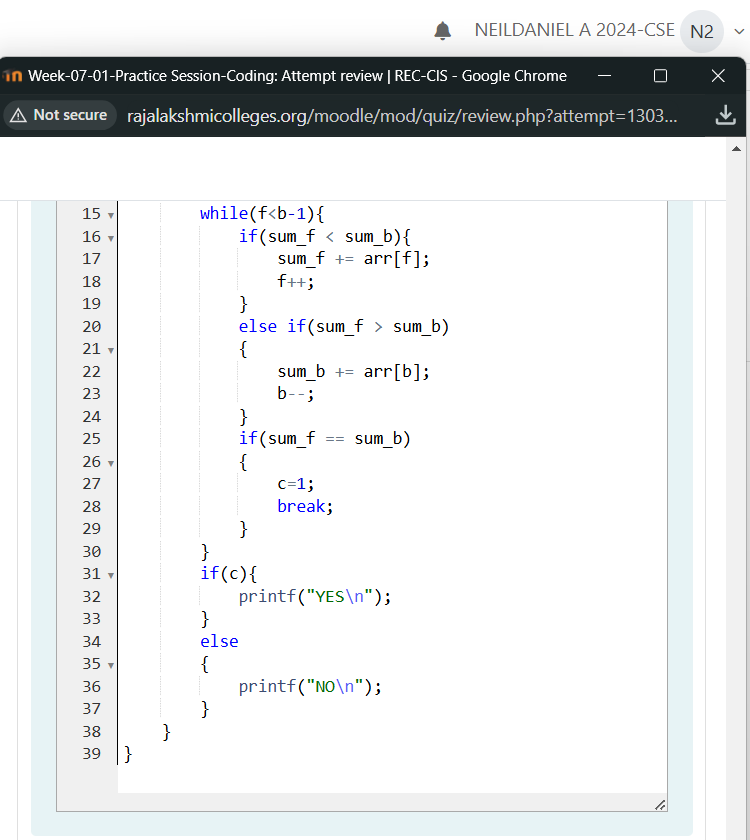 NEILDANIEL A 2024-CSE N2
Week-07-01-Practice Session-Coding: Attempt review | REC-CIS - Google Chrome
Not secure rajalakshmicolleges.org/moodle/mod/quiz/review.php?attempt=1303...
15 while(f<b-1){
16 if(sum_f < sum_b){
17 sum_f += arr[f];
18 f++;
19 }
20 else if(sum_f > sum_b)
21 {
22 sum_b += arr[b];
23 b--;
24 }
25 if(sum_f == sum_b)
26 {
27 c=1;
28 break;
29 }
30 }
31 if(c){
32 printf("YES\n");
33 }
34 else
35 {
36 printf("NO\n");
37 }
38 }
39 }